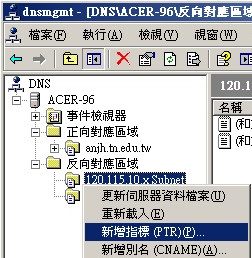 dnsmgmt - [DNS\ACER-96\反向對應區域
檔案(F) 執行(A) 檢視(V) 視窗(W)
DNS
120.1
ACER-96
名稱
事件檢視器
正向對應區域
anjh.tn.edu.tw
反向對應區域
120.115.10.x Subnet
更新伺服器資料檔案(U)
重新載入(E)
新增指標 (PTR)(P)...
新增別名 (CNAME)(A)...